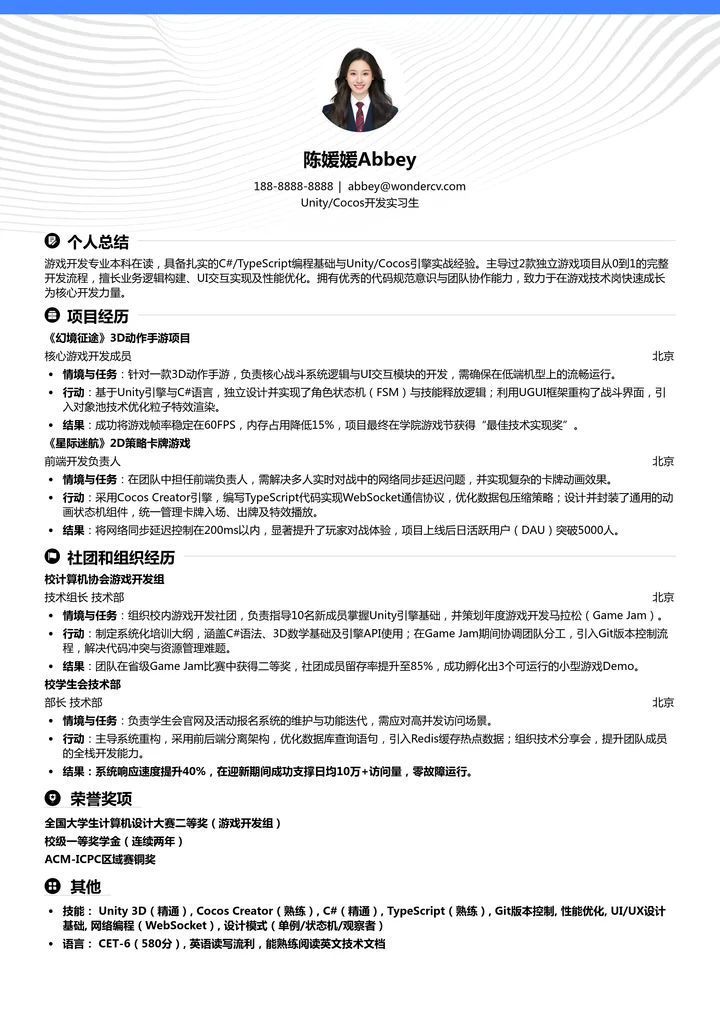 陈媛媛Abbey
188-8888-8888 | abbey@wondercv.com
Unity/Cocos开发实习生
个人总结
游戏开发专业本科在读，具备扎实的C#/TypeScript编程基础与Unity/Cocos引擎实战经验。主导过2款独立游戏项目从0到1的完整
开发流程，擅长业务逻辑构建、UI交互实现及性能优化。拥有优秀的代码规范意识与团队协作能力，致力于在游戏技术岗快速成长
为核心开发力量。
项目经历
《幻境征途》3D动作手游项目
核心游戏开发成员 北京
• 情境与任务：针对一款3D动作手游，负责核心战斗系统逻辑与UI交互模块的开发，需确保在低端机型上的流畅运行。
• 行动：基于Unity引擎与C#语言，独立设计并实现了角色状态机（FSM）与技能释放逻辑；利用UGUI框架重构了战斗界面，引
入对象池技术优化粒子特效渲染。
• 结果：成功将游戏帧率稳定在60FPS，内存占用降低15%，项目最终在学院游戏节获得“最佳技术实现奖”。
《星际迷航》2D策略卡牌游戏
前端开发负责人 北京
• 情境与任务：在团队中担任前端负责人，需解决多人实时对战中的网络同步延迟问题，并实现复杂的卡牌动画效果。
• 行动：采用Cocos Creator引擎，编写TypeScript代码实现WebSocket通信协议，优化数据包压缩策略；设计并封装了通用的动
画状态机组件，统一管理卡牌入场、出牌及特效播放。
• 结果：将网络同步延迟控制在200ms以内，显著提升了玩家对战体验，项目上线后日活跃用户（DAU）突破5000人。
社团和组织经历
校计算机协会游戏开发组
技术组长 技术部 北京
• 情境与任务：组织校内游戏开发社团，负责指导10名新成员掌握Unity引擎基础，并策划年度游戏开发马拉松（Game Jam）。
• 行动：制定系统化培训大纲，涵盖C#语法、3D数学基础及引擎API使用；在Game Jam期间协调团队分工，引入Git版本控制流
程，解决代码冲突与资源管理难题。
• 结果：团队在省级Game Jam比赛中获得二等奖，社团成员留存率提升至85%，成功孵化出3个可运行的小型游戏Demo。
校学生会技术部
部长 技术部 北京
• 情境与任务：负责学生会官网及活动报名系统的维护与功能迭代，需应对高并发访问场景。
• 行动：主导系统重构，采用前后端分离架构，优化数据库查询语句，引入Redis缓存热点数据；组织技术分享会，提升团队成员
的全栈开发能力。
• 结果：系统响应速度提升40%，在迎新期间成功支撑日均10万+访问量，零故障运行。
荣誉奖项
全国大学生计算机设计大赛二等奖（游戏开发组）
校级一等奖学金（连续两年）
ACM-ICPC区域赛铜奖
其他
• 技能： Unity 3D（精通）, Cocos Creator（熟练）, C#（精通）, TypeScript（熟练）, Git版本控制, 性能优化, UI/UX设计
基础, 网络编程（WebSocket）, 设计模式（单例/状态机/观察者）
• 语言： CET-6（580分）, 英语读写流利，能熟练阅读英文技术文档